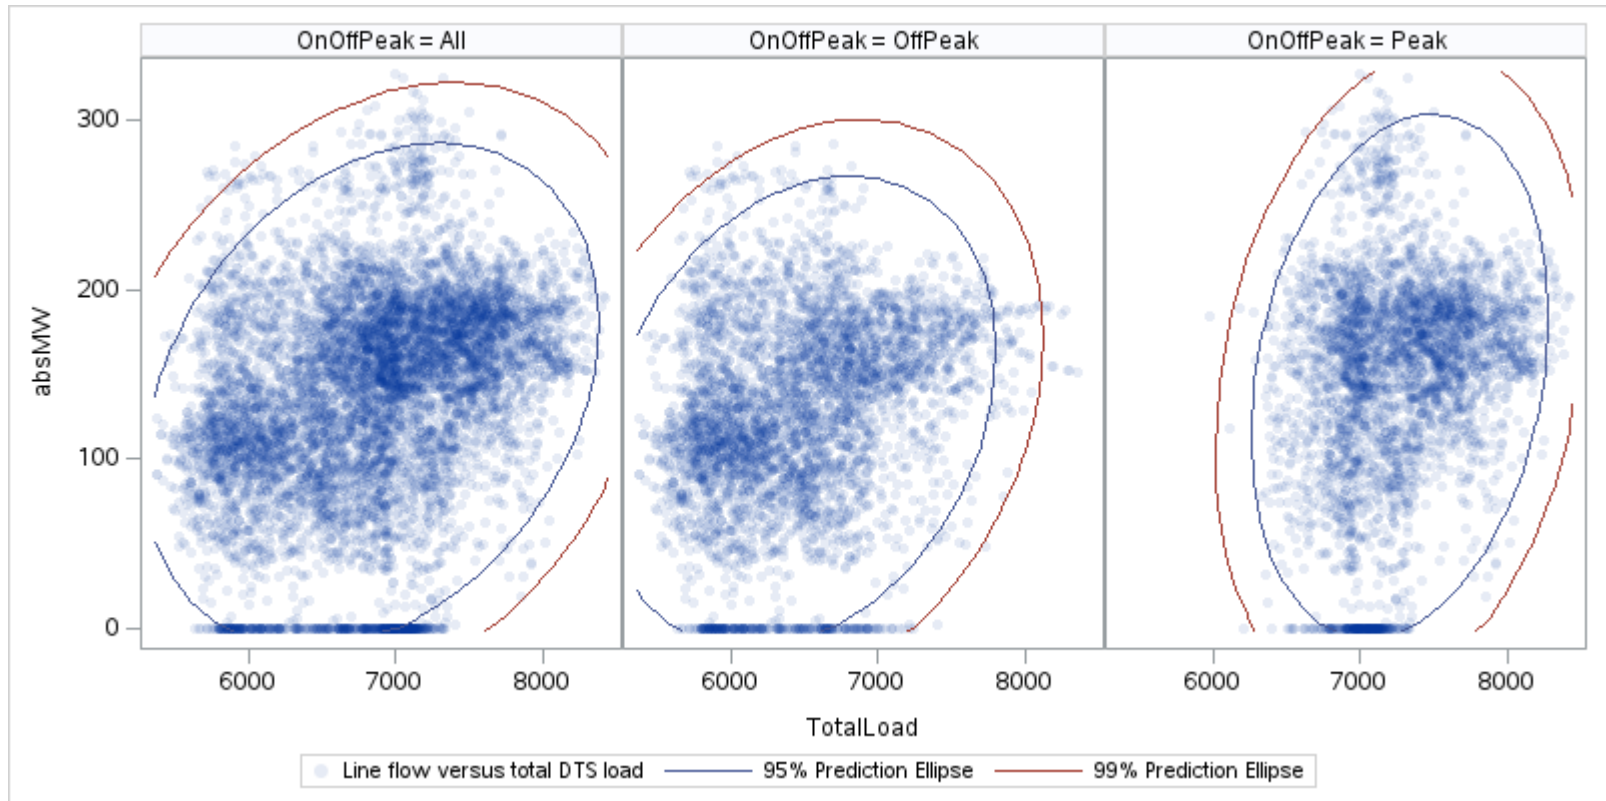 OnOffPeak = All
OnOffPeak = OffPeak
OnOffPeak = Peak
absMW
300
200
100
0
6000 7000 8000
6000 7000 8000
6000 7000 8000
TotalLoad
Line flow versus total DTS load
95% Prediction Ellipse
99% Prediction Ellipse